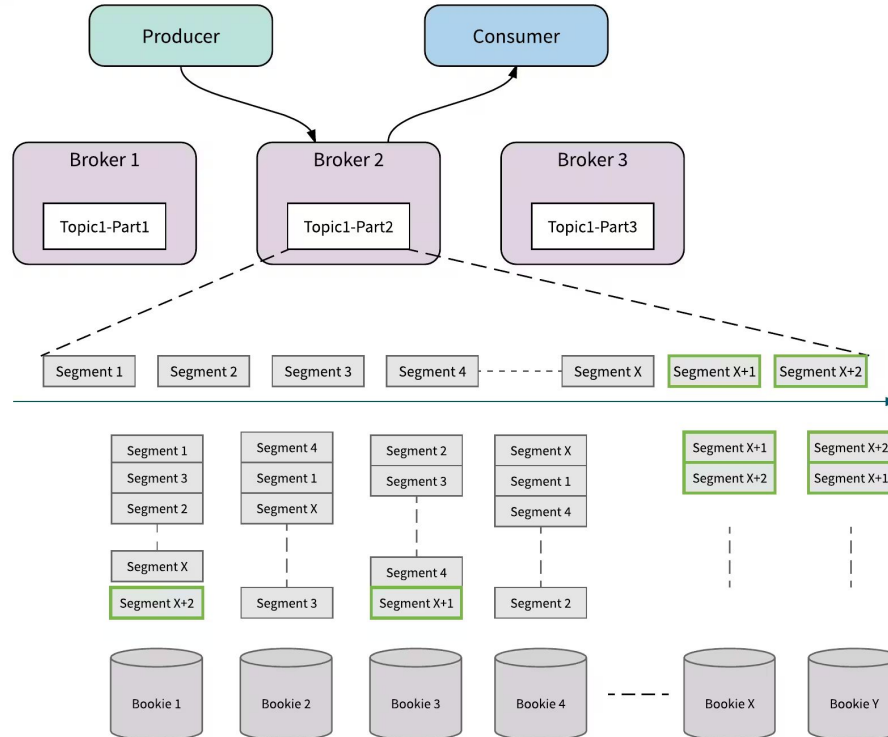 Producer
Consumer
Broker 1
Broker 2
Broker 3
Topic1-Part1
Topic1-Part2
Topic1-Part3
Segment 1
Segment 2
Segment 3
Segment 4
Segment X
Segment X+1
Segment X+2
Segment 1
Segment 3
Segment 2
Segment X
Segment X+2
Segment 4
Segment 1
Segment X
Segment 3
Segment 2
Segment 3
Segment 4
Segment X+1
Segment X
Segment 1
Segment 4
Segment 2
Segment X+1
Segment X+2
Segment X+2
Segment X+1
Bookie 1
Bookie 2
Bookie 3
Bookie 4
Bookie X
Bookie Y